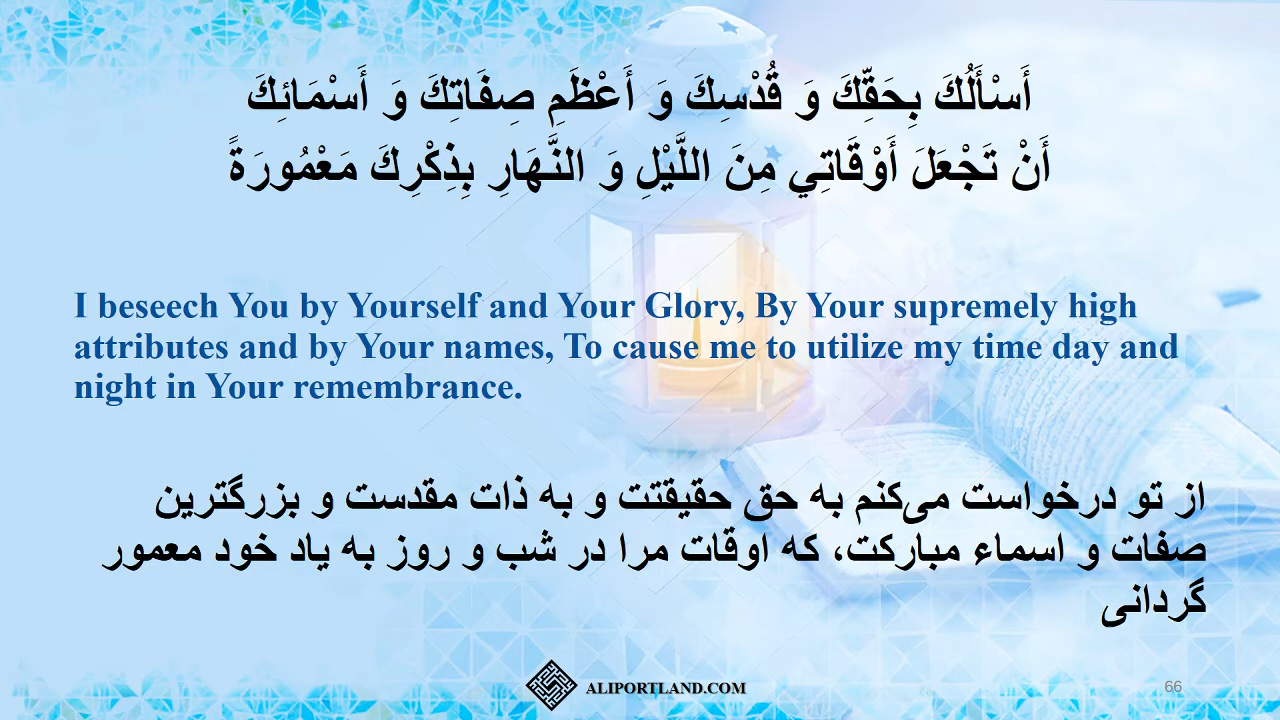 أَسْأَلُكَ بِحَقِّكَ وَ قُدْسِكَ وَ أَعْظَمِ صِفَاتِكَ وَ أَسْمَائِكَ
أَنْ تَجْعَلَ أَوْقَاتِي مِنَ اللَّيْلِ وَ النَّهَارِ بِذِكْرِكَ مَعْمُورَةً
I beseech You by Yourself and Your Glory, By Your supremely high
attributes and by Your names, To cause me to utilize my time day and
night in Your remembrance.
از تو درخواست می‌کنم به حق حقیقتت و به ذات مقدست و بزرگترین
صفات و اسماء مبارکت، که اوقات مرا در شب و روز به یاد خود معمور
گردانی
ALIPORTLAND.COM
66